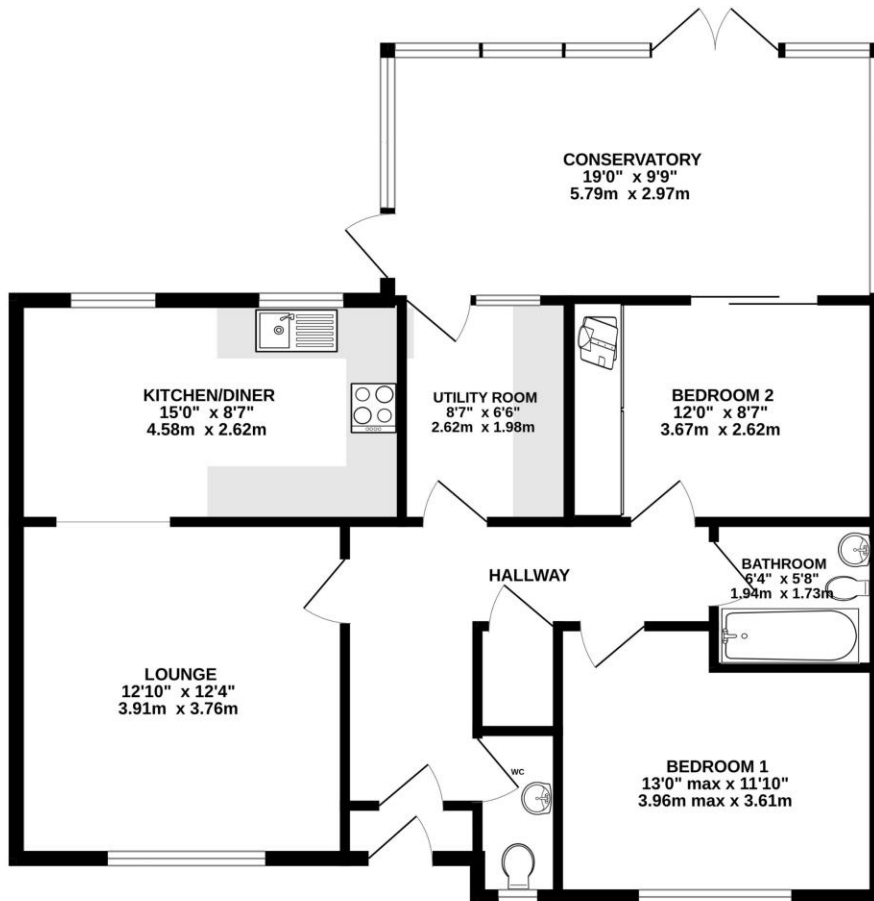 CONSERVATORY
19'0" x 9'9"
5.79m x 2.97m
KITCHEN/DINER
15'0" x 8'7"
4.58m x 2.62m
UTILITY ROOM
8'7" x 6'6"
2.62m x 1.98m
BEDROOM 2
12'0" x 8'7"
3.67m x 2.62m
HALLWAY
BATHROOM
6'4" x 5'8"
1.94m x 1.73m
LOUNGE
12'10" x 12'4"
3.91m x 3.76m
WC
BEDROOM 1
13'0" max x 11'10"
3.96m max x 3.61m